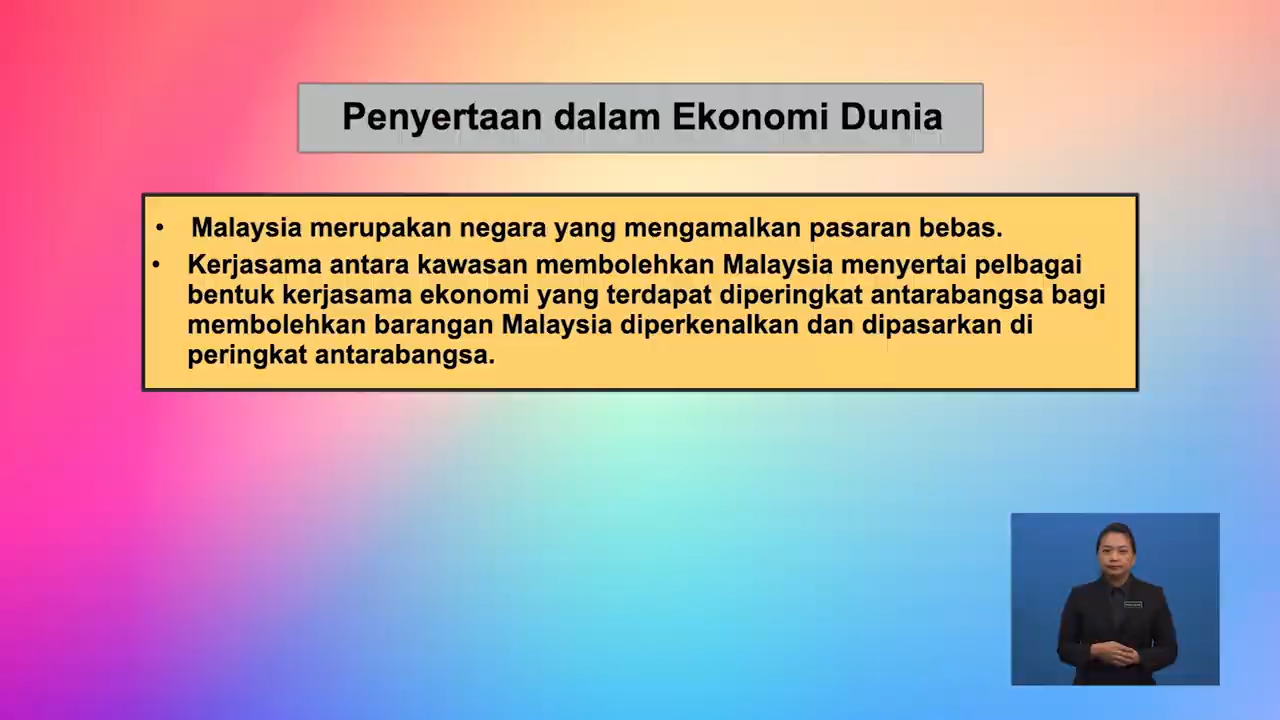 Penyertaan dalam Ekonomi Dunia
• Malaysia merupakan negara yang mengamalkan pasaran bebas.
• Kerjasama antara kawasan membolehkan Malaysia menyertai pelbagai
bentuk kerjasama ekonomi yang terdapat diperingkat antarabangsa bagi
membolehkan barangan Malaysia diperkenalkan dan dipasarkan di
peringkat antarabangsa.